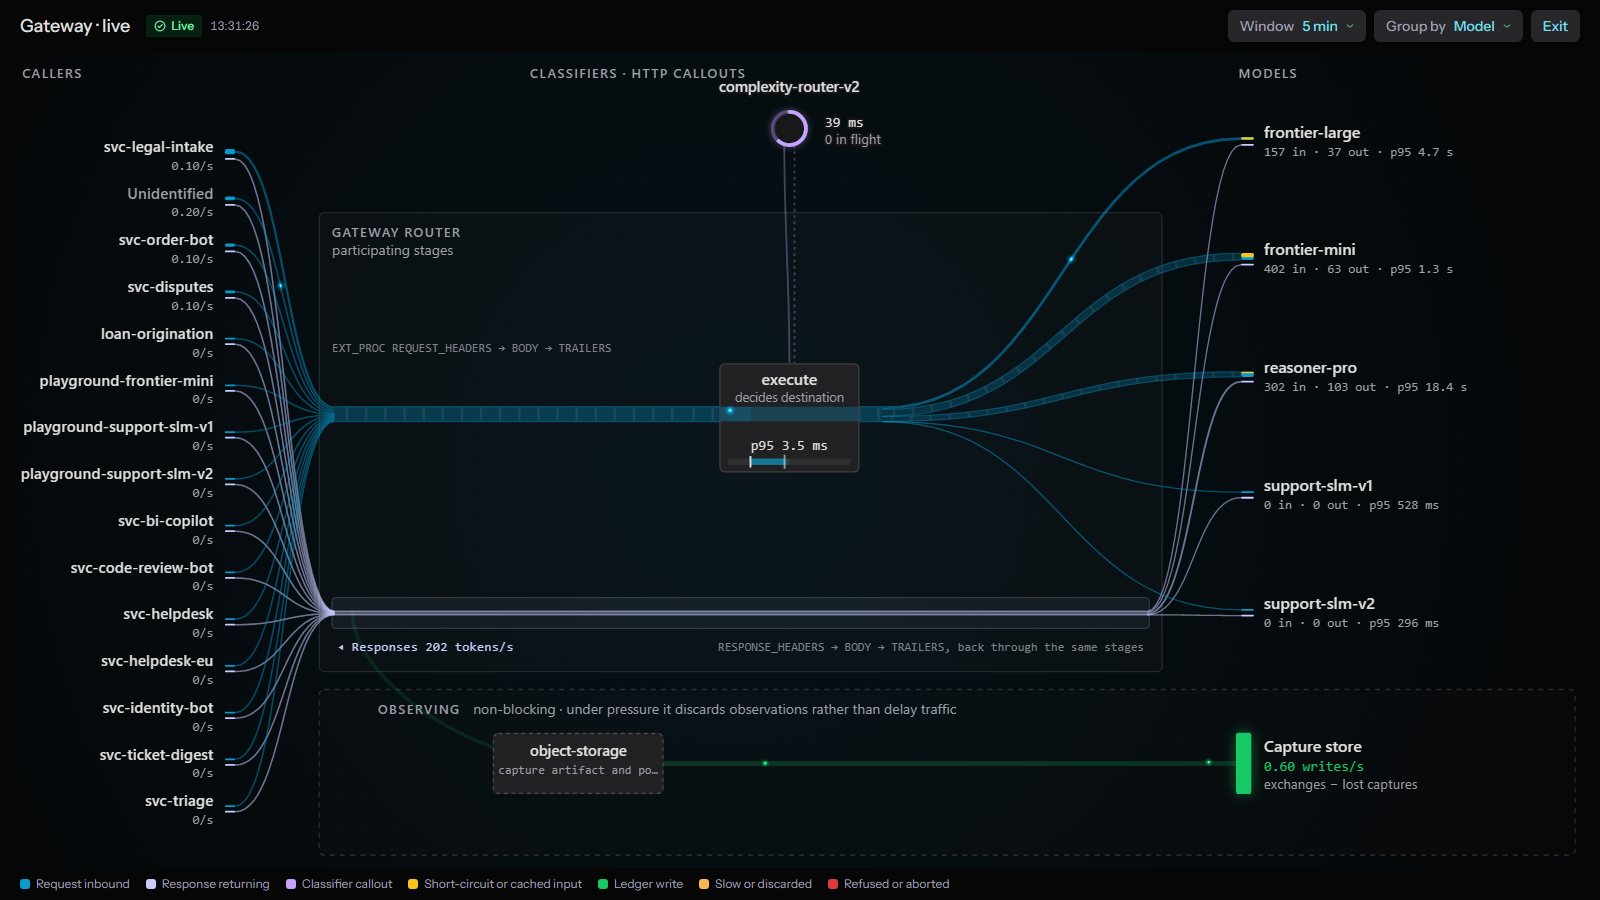 Gateway · live
Live
13:31:26
Window 5 min
Group by Model
Exit
CALLERS
CLASSIFIERS · HTTP CALLOUTS
MODELS
complexity-router-v2
39 ms
0 in flight
svc-legal-intake
0.10/s
Unidentified
0.20/s
svc-order-bot
0.10/s
svc-disputes
0.10/s
loan-origination
0/s
playground-frontier-mini
0/s
playground-support-slm-v1
0/s
playground-support-slm-v2
0/s
svc-bi-copilot
0/s
svc-code-review-bot
0/s
svc-helpdesk
0/s
svc-helpdesk-eu
0/s
svc-identity-bot
0/s
svc-ticket-digest
0/s
svc-triage
0/s
GATEWAY ROUTER
participating stages
EXT_PROC REQUEST_HEADERS → BODY → TRAILERS
execute
decides destination
p95 3.5 ms
◂ Responses 202 tokens/s
RESPONSE_HEADERS → BODY → TRAILERS, back through the same stages
frontier-large
157 in · 37 out · p95 4.7 s
frontier-mini
402 in · 63 out · p95 1.3 s
reasoner-pro
302 in · 103 out · p95 18.4 s
support-slm-v1
0 in · 0 out · p95 528 ms
support-slm-v2
0 in · 0 out · p95 296 ms
OBSERVING non-blocking · under pressure it discards observations rather than delay traffic
object-storage
capture artifact and po…
Capture store
0.60 writes/s
exchanges – lost captures
Request inbound
Response returning
Classifier callout
Short-circuit or cached input
Ledger write
Slow or discarded
Refused or aborted